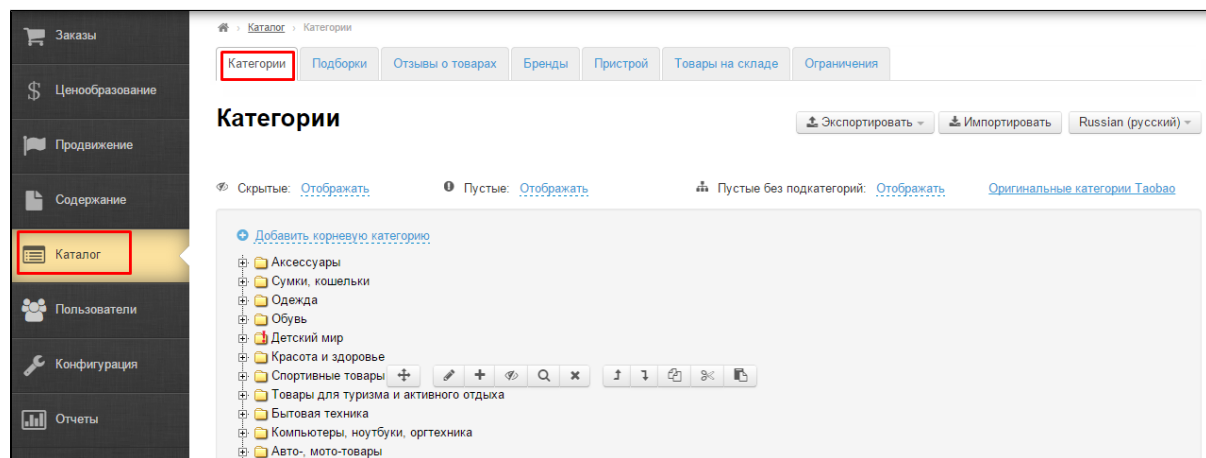 Заказы
Ценообразование
Продвижение
Содержание
Каталог
Пользователи
Конфигурация
Отчеты
Каталог › Категории
Категории Подборки Отзывы о товарах Бренды Пристрой Товары на складе Ограничения
Категории
Экспортировать Импортировать Russian (русский)
Скрытые: Отображать Пустые: Отображать Пустые без подкатегорий: Отображать Оригинальные категории Taobao
Добавить корневую категорию
Аксессуары
Сумки, кошельки
Одежда
Обувь
Детский мир
Красота и здоровье
Спортивные товары
Товары для туризма и активного отдыха
Бытовая техника
Компьютеры, ноутбуки, оргтехника
Авто-, мото-товары